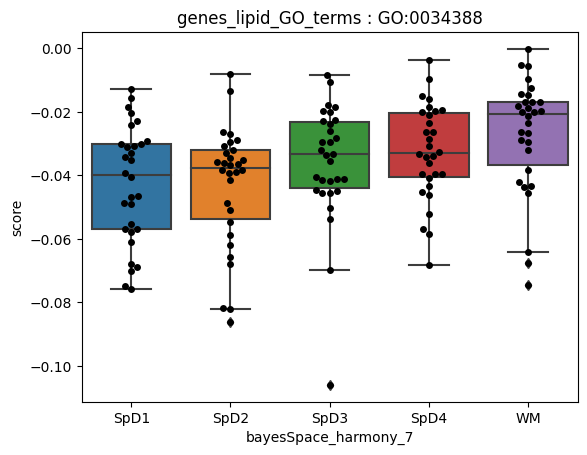 genes_lipid_GO_terms : GO:0034388
0.00
−0.02
−0.04
−0.06
−0.08
−0.10
score
SpD1 SpD2 SpD3 SpD4 WM
bayesSpace_harmony_7